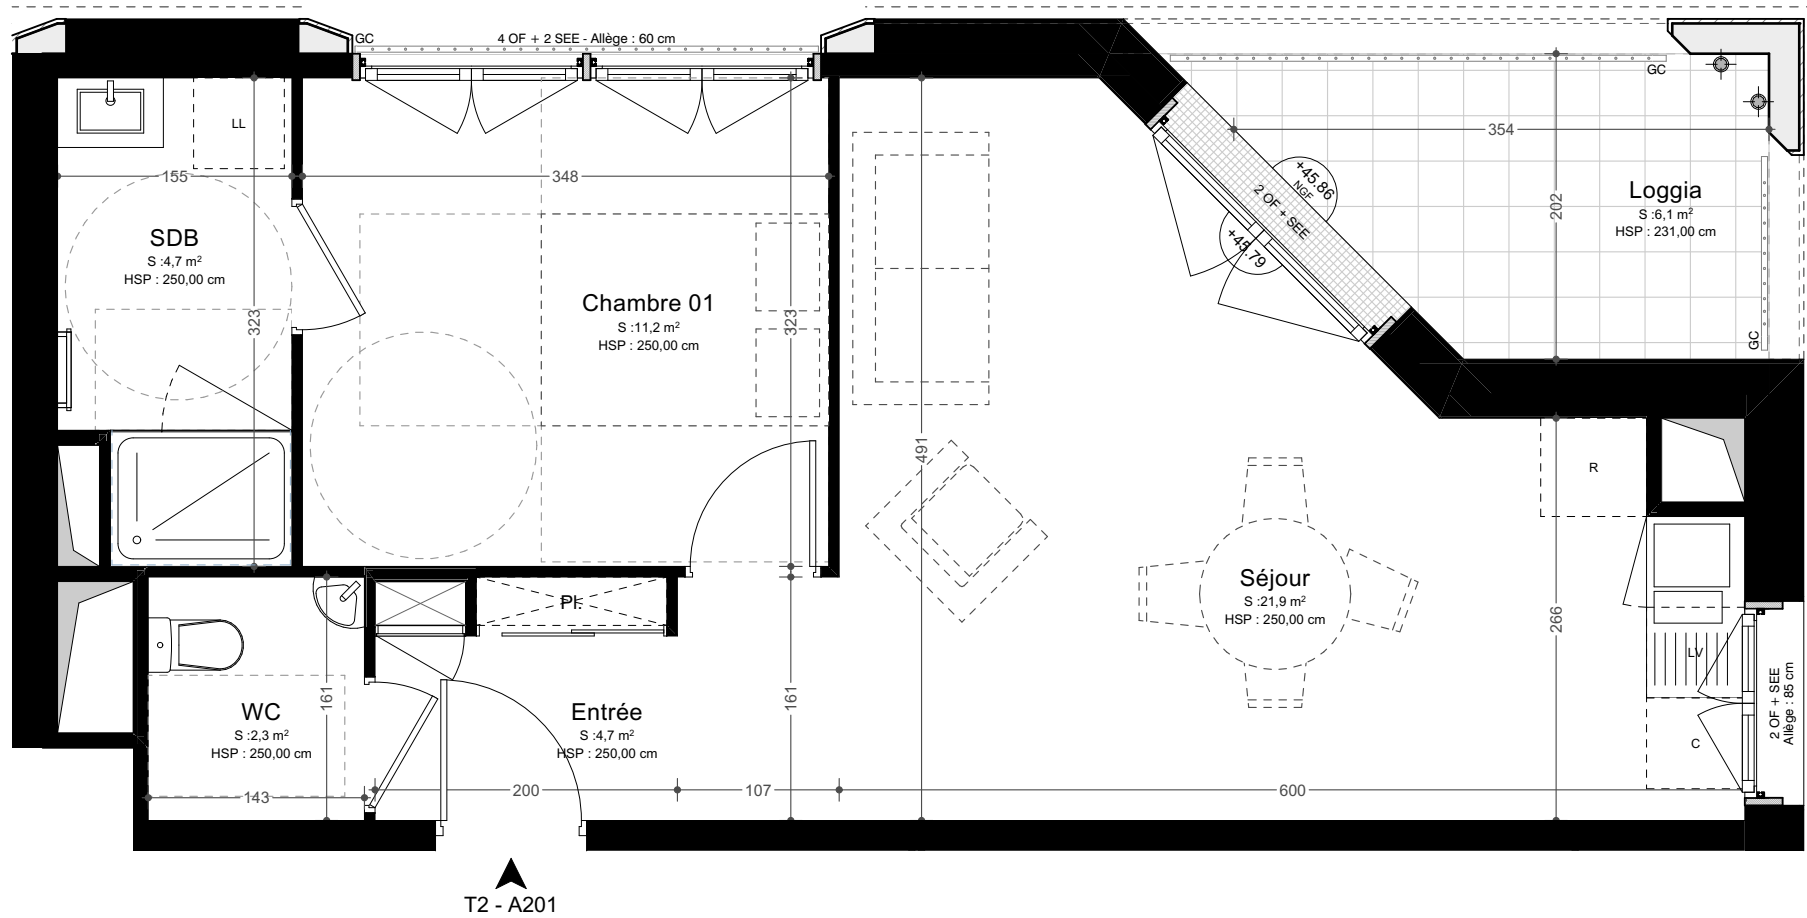 GC
4 OF + 2 SEE - Allège : 60 cm
GC
LL
354
155
348
+45.86
NGF
2 OF + SEE
+45.79
202
Loggia
S :6,1 m²
HSP : 231,00 cm
SDB
S :4,7 m²
HSP : 250,00 cm
323
Chambre 01
S :11,2 m²
HSP : 250,00 cm
323
GC
491
R
Pl.
Séjour
S :21,9 m²
HSP : 250,00 cm
266
LV
161
161
WC
S :2,3 m²
HSP : 250,00 cm
Entrée
S :4,7 m²
HSP : 250,00 cm
2 OF + SEE
Allège : 85 cm
C
143
200
107
600
T2 - A201